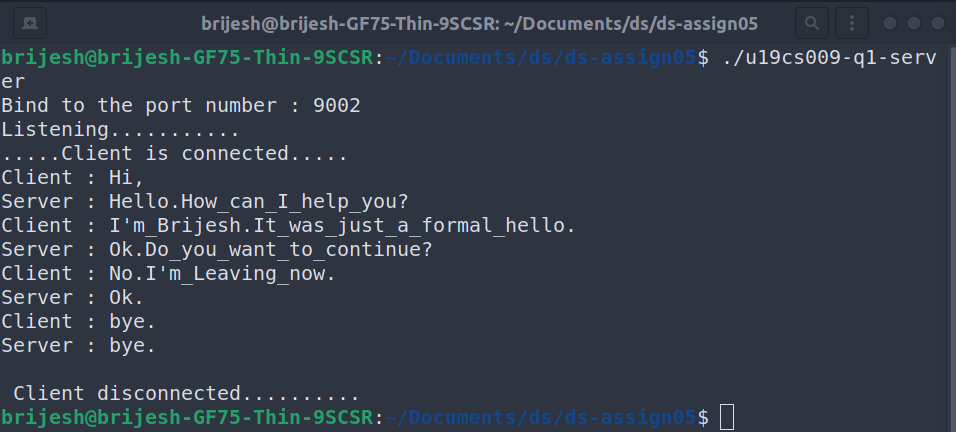 brijesh@brijesh-GF75-Thin-9SCSR: ~/Documents/ds/ds-assign05
brijesh@brijesh-GF75-Thin-9SCSR:~/Documents/ds/ds-assign05$ ./u19cs009-q1-serv
er
Bind to the port number : 9002
Listening...........
.....Client is connected.....
Client : Hi,
Server : Hello.How_can_I_help_you?
Client : I'm_Brijesh.It_was_just_a_formal_hello.
Server : Ok.Do_you_want_to_continue?
Client : No.I'm_Leaving_now.
Server : Ok.
Client : bye.
Server : bye.
Client disconnected..........
brijesh@brijesh-GF75-Thin-9SCSR:~/Documents/ds/ds-assign05$